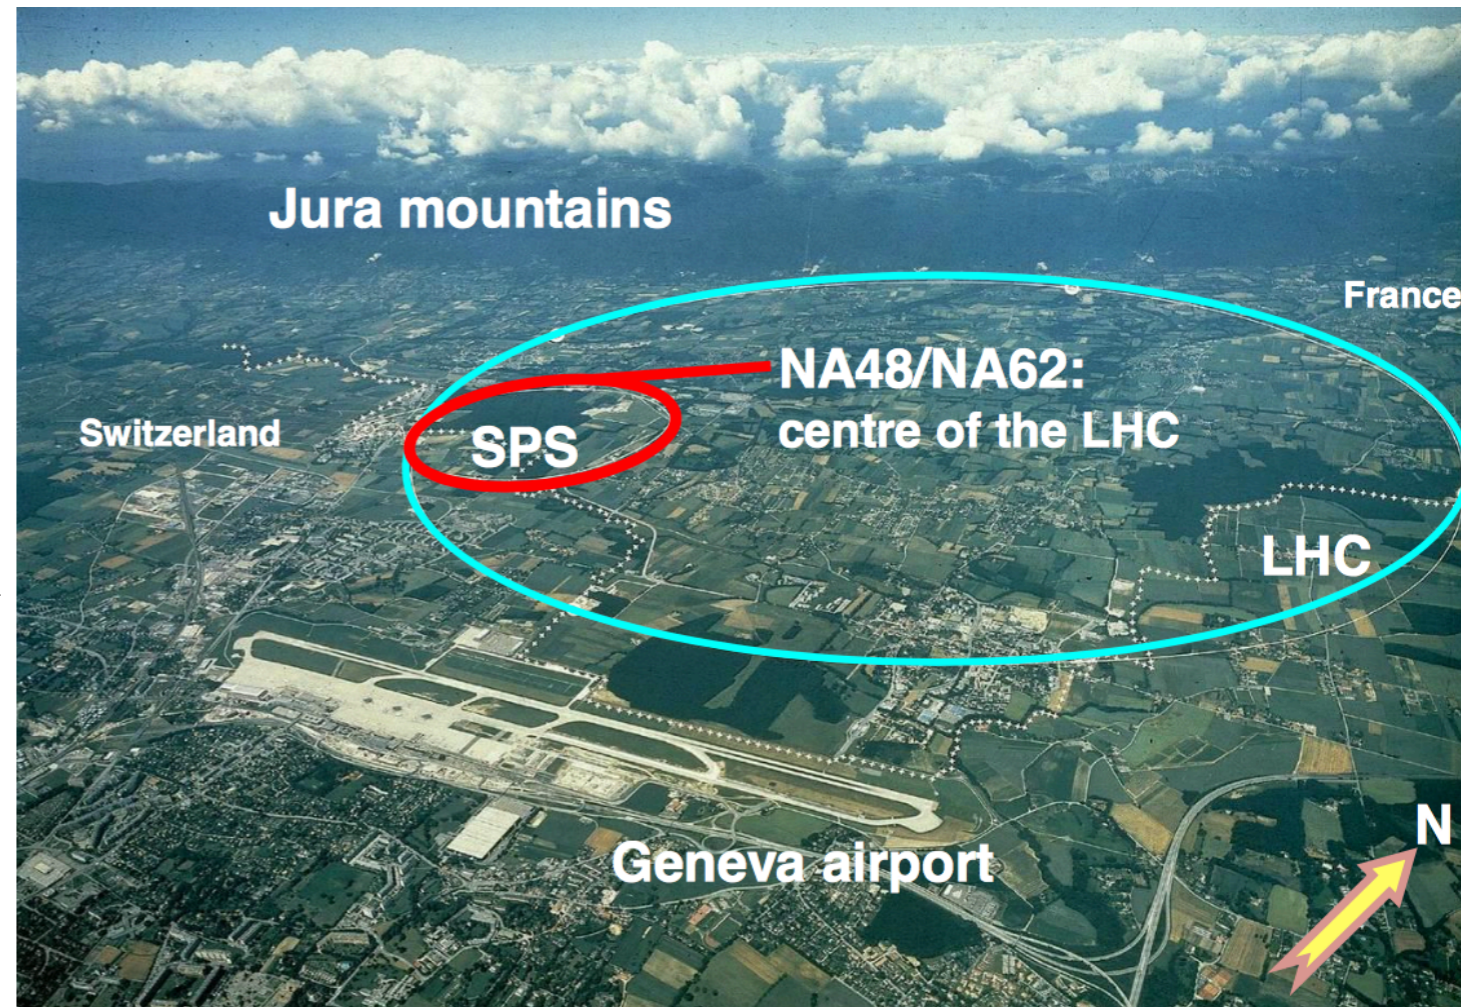 Jura mountains
France
NA48/NA62:
centre of the LHC
Switzerland
SPS
LHC
N
Geneva airport